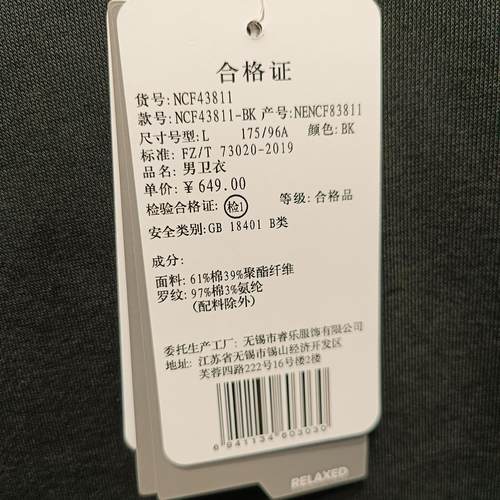 合格证
货号: NCF43811
款号: NCF43811-BK 产号: NENCF83811
尺寸号型: L 175/96A 颜色: BK
标准: FZ/T 73020-2019
品名: 男卫衣
单价: ¥ 649.00
检验合格证: 检1 等级: 合格品
安全类别: GB 18401 B类
成分:
面料: 61%棉39%聚酯纤维
罗纹: 97%棉3%氨纶
(配料除外)
委托生产工厂: 无锡市睿乐服饰有限公司
地址: 江苏省无锡市锡山经济开发区
芙蓉四路222号16号楼2楼
6 941134 603030
RELAXED